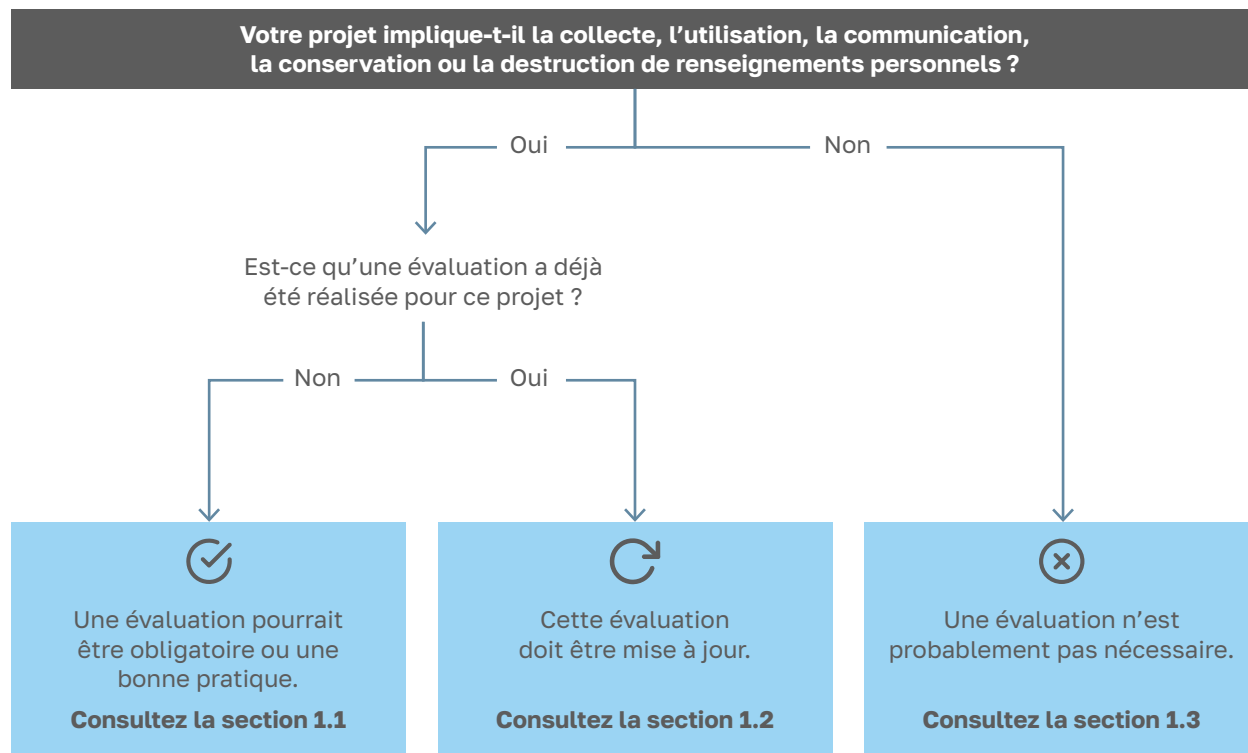 Votre projet implique-t-il la collecte, l’utilisation, la communication,
la conservation ou la destruction de renseignements personnels ?
Oui
Non
Est-ce qu’une évaluation a déjà
été réalisée pour ce projet ?
Non
Oui
Une évaluation pourrait
être obligatoire ou une
bonne pratique.
Consultez la section 1.1
Cette évaluation
doit être mise à jour.
Consultez la section 1.2
Une évaluation n’est
probablement pas nécessaire.
Consultez la section 1.3